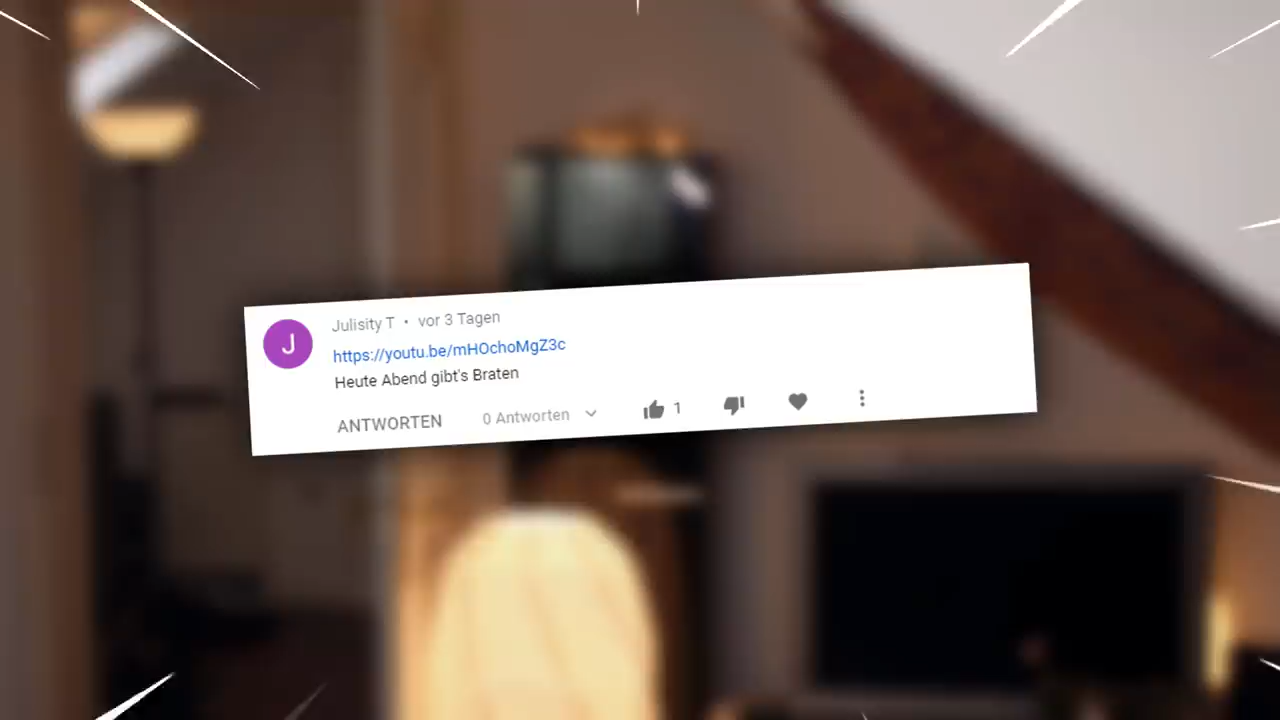 J
Julisity T • vor 3 Tagen
https://youtu.be/mHOchoMgZ3c
Heute Abend gibt's Braten
ANTWORTEN 0 Antworten 1